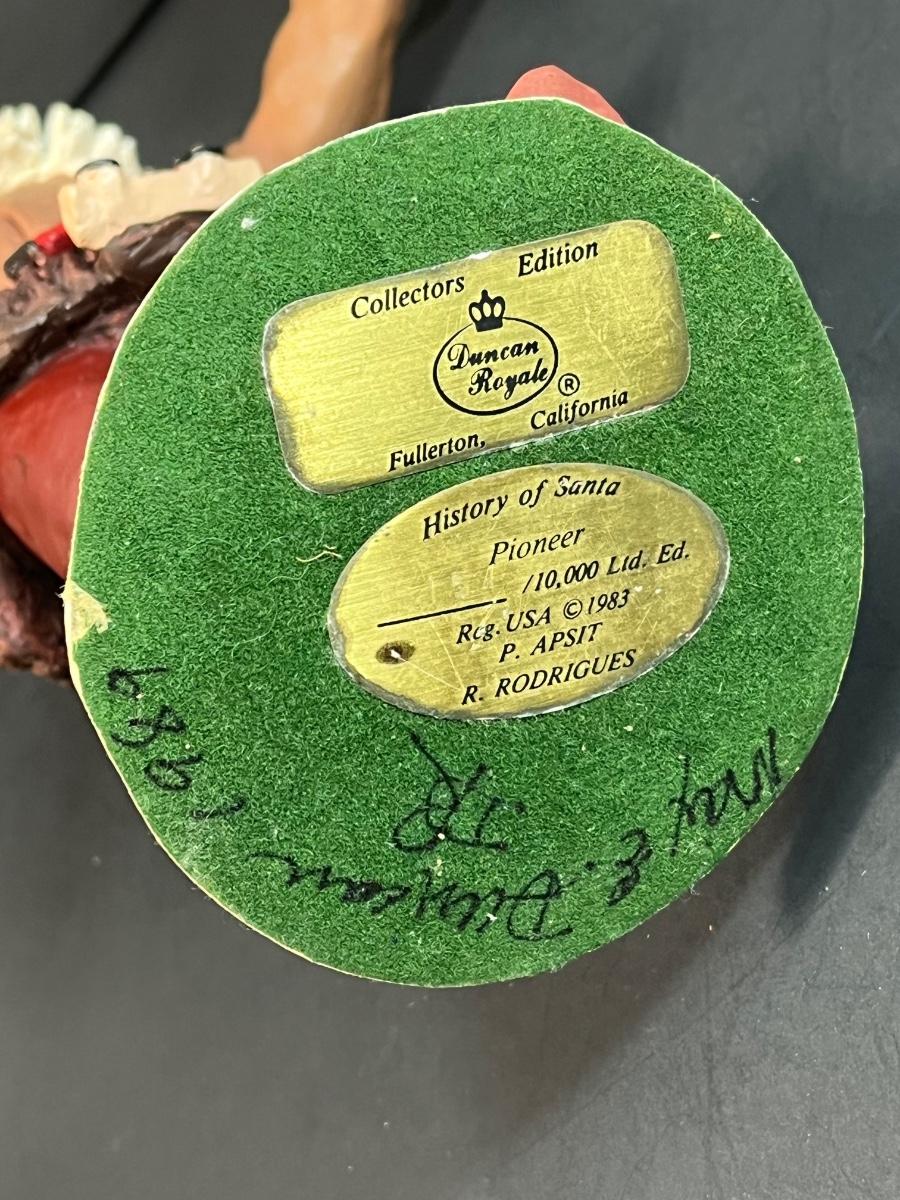 Collectors Edition
Duncan
Royale ®
Fullerton, California
History of Santa
Pioneer
/10,000 Ltd. Ed.
Reg. USA © 1983
P. APSIT
R. RODRIGUES
E. Duncan
1989